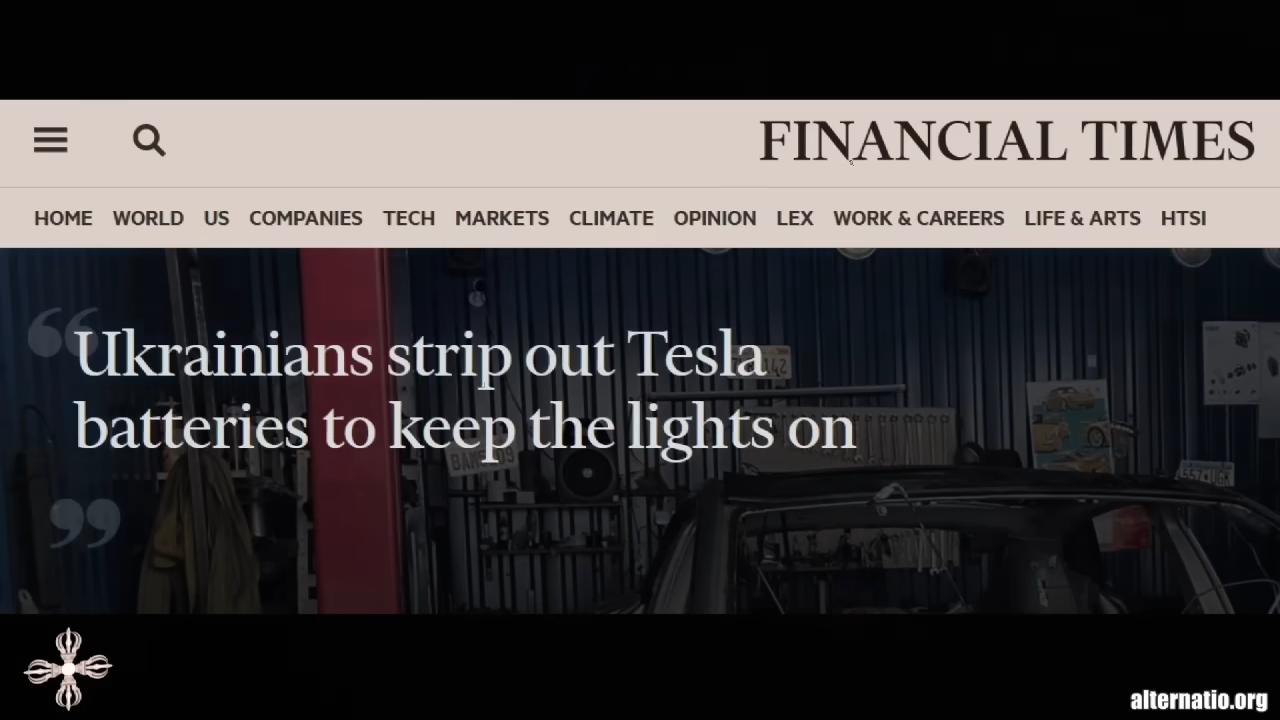 FINANCIAL TIMES
HOME WORLD US COMPANIES TECH MARKETS CLIMATE OPINION LEX WORK & CAREERS LIFE & ARTS HTSI
“Ukrainians strip out Tesla
batteries to keep the lights on
”
alternatio.org